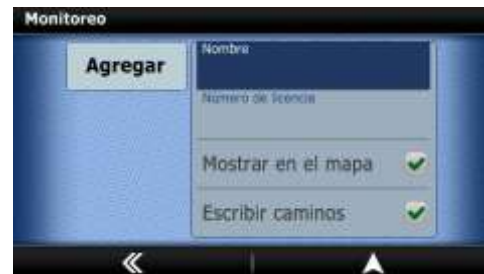 Monitoreo
Agregar
Nombre
Numero de licencia
Mostrar en el mapa
Escribir caminos